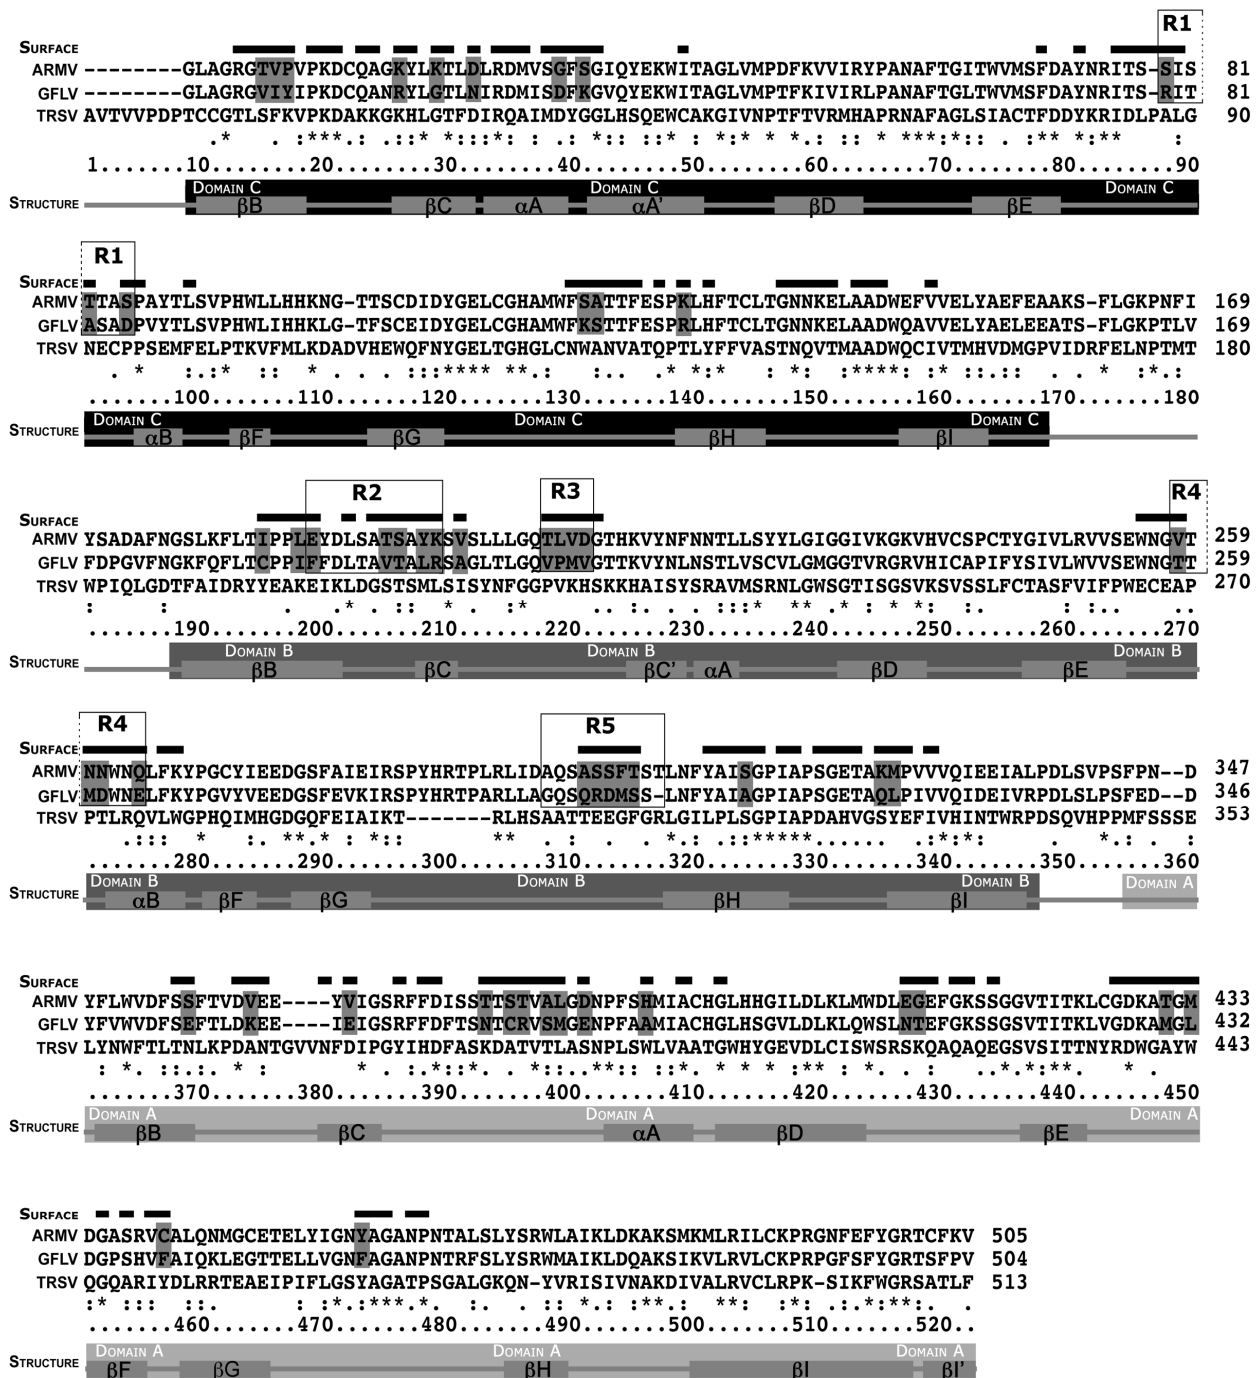 R1
SURFACE
ARMV --------GLAGRGTVPVPKDCQAGKYLKTLDLRDMVSGFSGIQYEKWITAGLVMPDFKVVIRYPANAFTGITWVMSFDAYNRITS-SIS 81
GFLV --------GLAGRGVIYIPKDCQANRYLGTLNIRDMISDFKGVQYEKWITAGLVMPTFKIVIRLPANAFTGLTWVMSFDAYNRITS-RIT 81
TRSV AVTVVPDPTCCGTLSFKVPKDAKKGKHLGTFDIRQAIMDYGGLHSQEWCAKGIVNPTFTVRMHAPRNAFAGLSIACTFDDYKRIDLPALG 90
1.......10........20........30........40........50........60........70........80........90
STRUCTURE DOMAIN C DOMAIN C DOMAIN C
βB βC αA αA' βD βE
R1
SURFACE
ARMV TTASPAYTLSVPHWLLHHKNG-TTSCDIDYGELCGHAMWFSATTFESPKLHFTCLTGNNKELAADWEFVVELYAEFEAAKS-FLGKPNFI 169
GFLV ASADPVYTLSVPHWLIHHKLG-TFSCEIDYGELCGHAMWFKSTTFESPRLHFTCLTGNNKELAADWQAVVELYAELEEATS-FLGKPTLV 169
TRSV NECPPSEMFELPTKVFMLKDADVHEWQFNYGELTGHGLCNWANVATQPTLYFFVASTNQVTMAADWQCIVTMHVDMGPVIDRFELNPTMT 180
........100.......110.......120.......130.......140.......150.......160.......170.......180
STRUCTURE DOMAIN C DOMAIN C DOMAIN C
αB βF βG βH βI
R2 R3 R4
SURFACE
ARMV YSADAFNGSLKFLTIPPLEYDLSATSAYKSVSLLLGQTLVDGTHKVYNFNNTLLSYYLGIGGIVKGKVHVCSPCTYGIVLRVVSEWNGVT 259
GFLV FDPGVFNGKFQFLTCPPIFFDLTAVTALRSAGLTLGQVPMVGTTKVYNLNSTLVSCVLGMGGTVRGRVHICAPIFYSIVLWVVSEWNGTT 259
TRSV WPIQLGDTFAIDRYYEAKEIKLDGSTSMLSISYNFGGPVKHSKKHAISYSRAVMSRNLGWSGTISGSVKSVSSLFCTASFVIFPWECEAP 270
........190.......200.......210.......220.......230.......240.......250.......260.......270
STRUCTURE DOMAIN B DOMAIN B DOMAIN B
βB βC βC' αA βD βE
R4 R5
SURFACE
ARMV NNWNQLFKYPGCYIEEDGSFAIEIRSPYHRTPLRLIDAQSASSFTSTLNFYAISGPIAPSGETAKMPVVVQIEEIALPDLSVPSFPN--D 347
GFLV MDWNELFKYPGVYVEEDGSFEVKIRSPYHRTPARLLAGQSQRDMSS-LNFYAIAGPIAPSGETAQLPIVVQIDEIVRPDLSLPSFED--D 346
TRSV PTLRQVLWGPHQIMHGDGQFEIAIKT-------RLHSAATTEEGFGRLGILPLSGPIAPDAHVGSYEFIVHINTWRPDSQVHPPMFSSSE 353
........280.......290.......300.......310.......320.......330.......340.......350.......360
STRUCTURE DOMAIN B DOMAIN B DOMAIN B DOMAIN A
αB βF βG βH βI
SURFACE
ARMV YFLWVDFSSFTVDVEE----YVIGSRFFDISSTTSTVALGDNPFSHMIACHGLHHGILDLKLMWDLEGEFGKSSGGVTITKLCGDKATGM 433
GFLV YFVWVDFSEFTLDKEE----IEIGSRFFDFTSNTCRVSMGENPFAAMIACHGLHSGVLDLKLQWSLNTEFGKSSGSVTITKLVGDKAMGL 432
TRSV LYNWFTLTNLKPDANTGVVNFDIPGYIHDFASKDATVTLASNPLSWLVAATGWHYGEVDLCISWSRSKQAQAQEGSVSITTNYRDWGAYW 443
........370.......380.......390.......400.......410.......420.......430.......440.......450
STRUCTURE DOMAIN A DOMAIN A DOMAIN A
βB βC αA βD βE
SURFACE
ARMV DGASRVCALQNMGCETELYIGNYAGANPNTALSLYSRWLAIKLDKAKSMKMLRILCKPRGNFEFYGRTCFKV 505
GFLV DGPSHVFAIQKLEGTTELLVGNFAGANPNTRFSLYSRWMAIKLDQAKSIKVLRVLCKPRPGFSFYGRTSFPV 504
TRSV QGQARIYDLRRTEAEIPIFLGSYAGATPSGALGKQN-YVRISIVNAKDIVALRVCLRPK-SIKFWGRSATLF 513
........460.......470.......480.......490.......500.......510.......520...
STRUCTURE DOMAIN A DOMAIN A DOMAIN A
βF βG βH βI βI'